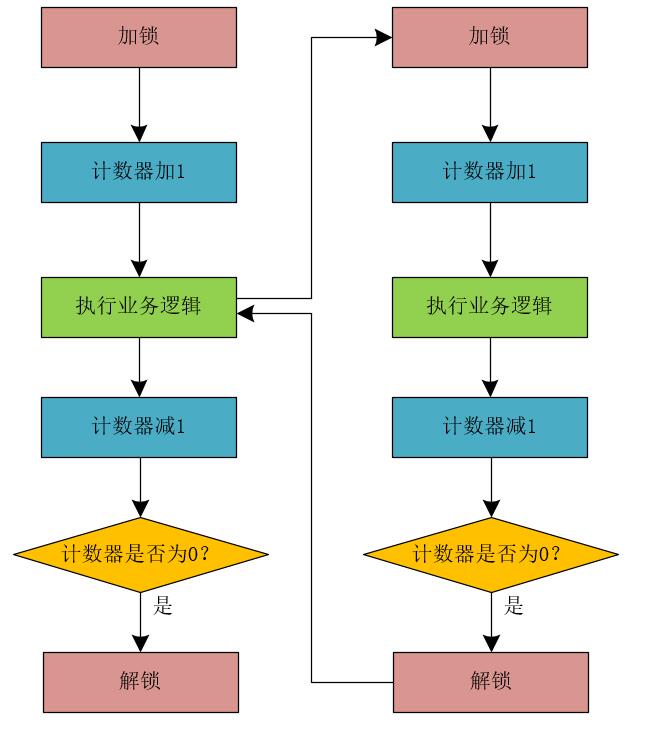 加锁
计数器加1
执行业务逻辑
计数器减1
计数器是否为0?
是
解锁
加锁
计数器加1
执行业务逻辑
计数器减1
计数器是否为0?
是
解锁